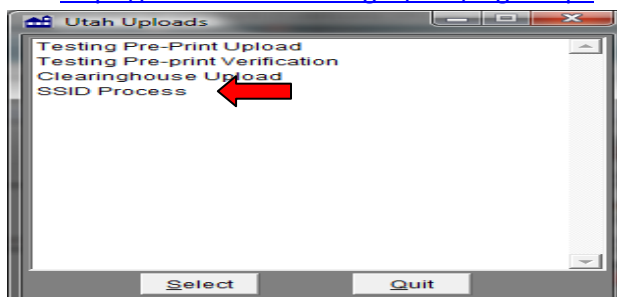 Utah Uploads
Testing Pre-Print Upload
Testing Pre-print Verification
Clearinghouse Upload
SSID Process
Select
Quit